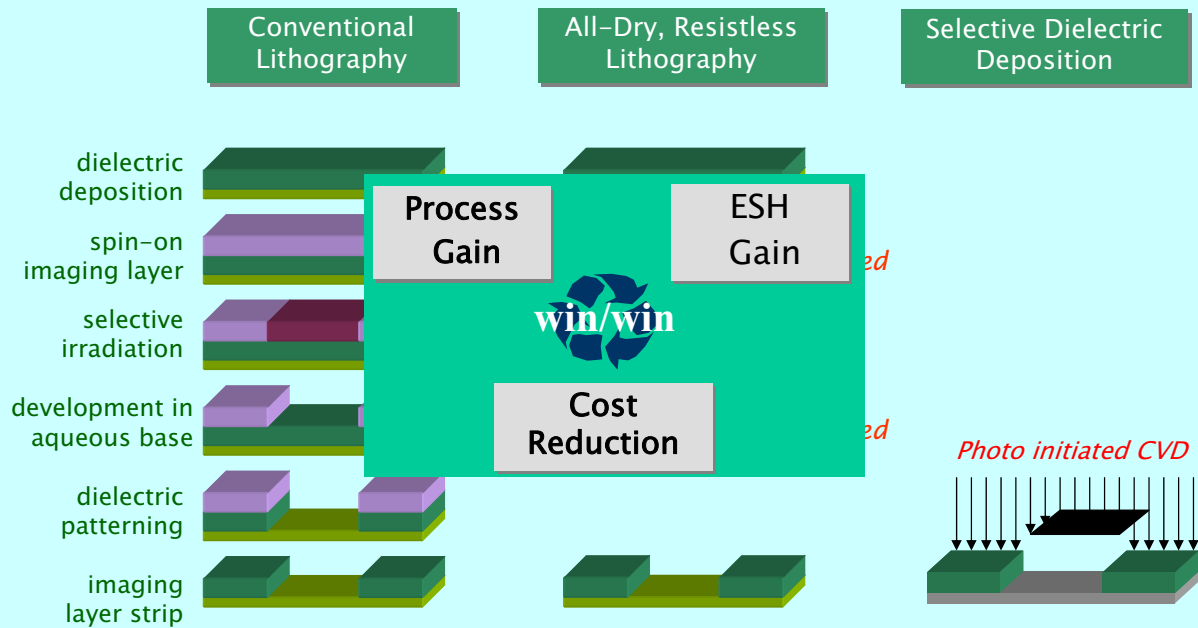 Conventional
Lithography
All-Dry, Resistless
Lithography
Selective Dielectric
Deposition
dielectric
deposition
spin-on
imaging layer
selective
irradiation
development in
aqueous base
dielectric
patterning
imaging
layer strip
Process
Gain
ESH
Gain
win/win
Cost
Reduction
Photo initiated CVD